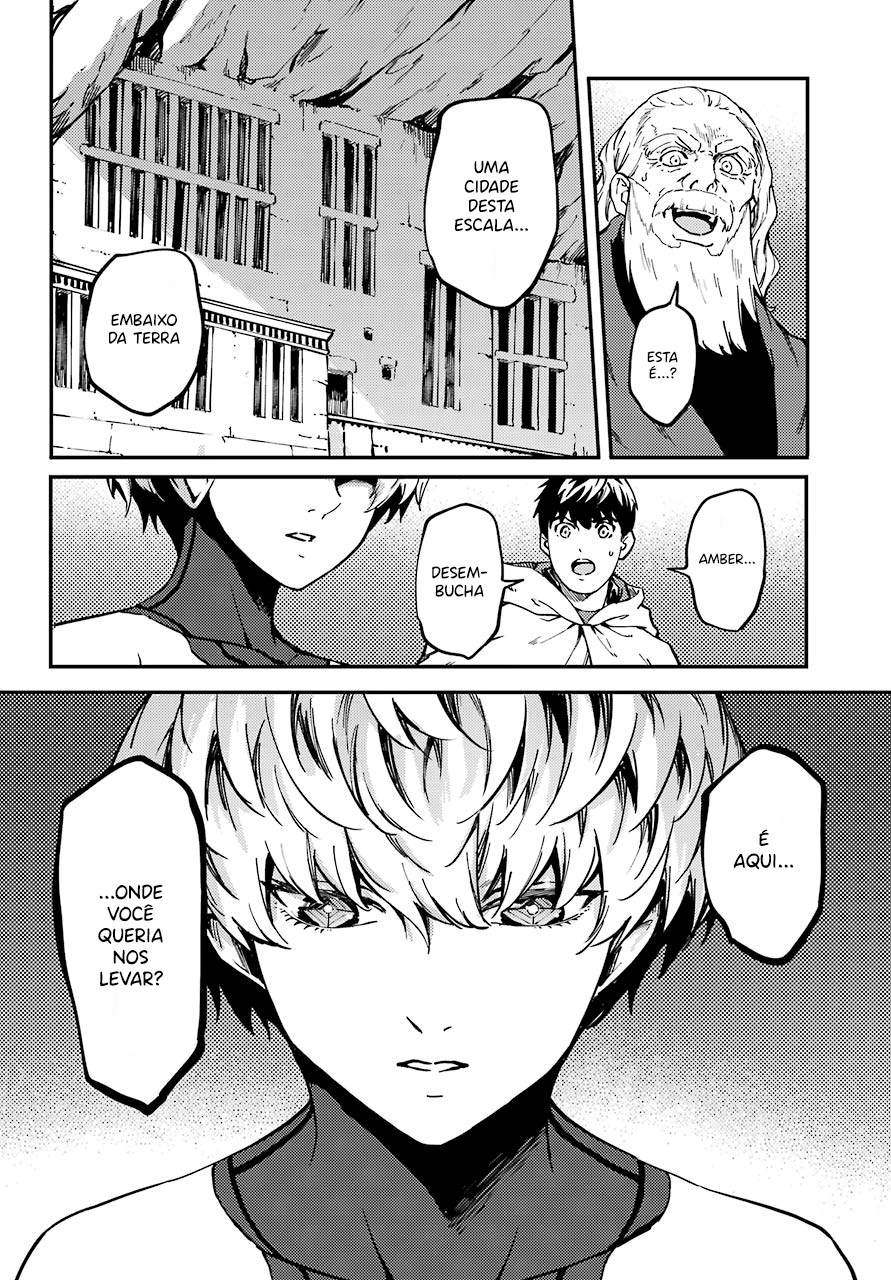 ESTA
É...?
UMA
CIDADE
DESTA
ESCALA...
EMBAIXO
DA TERRA
AMBER...
DESEM-
BUCHA
É
AQUI...
...ONDE
VOCÊ
QUERIA
NOS
LEVAR?